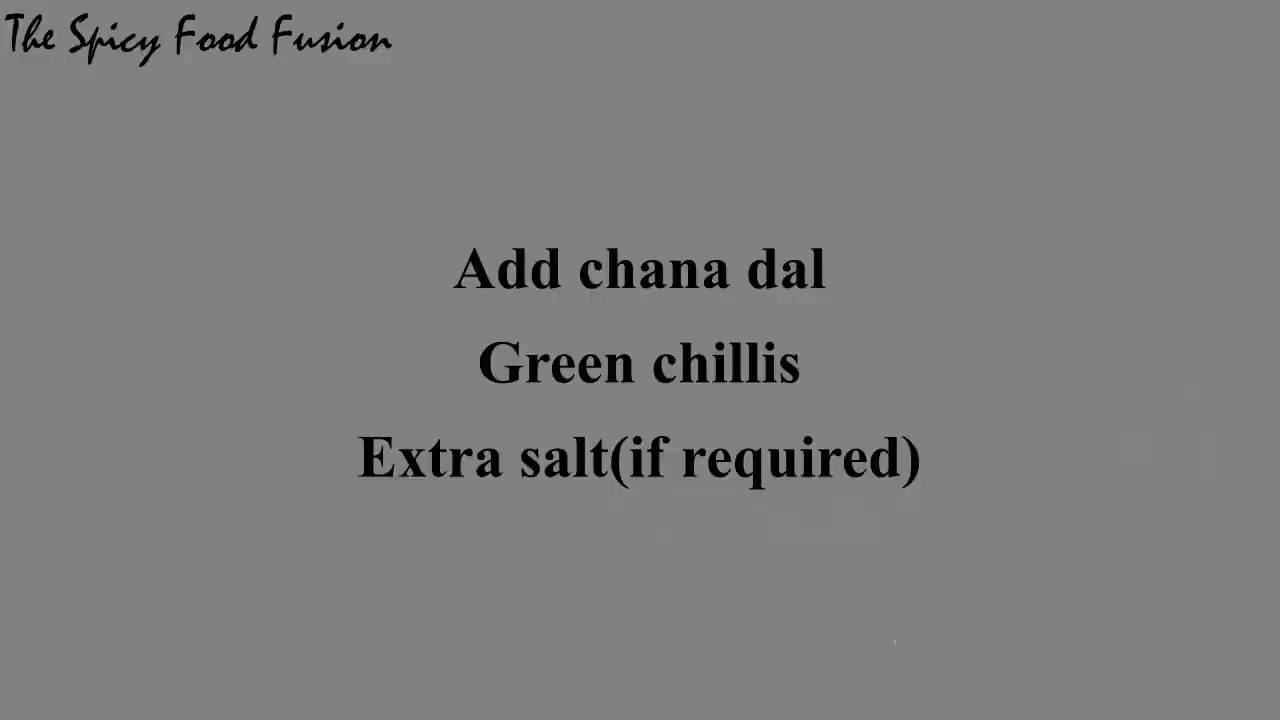 The Spicy Food Fusion
Add chana dal
Green chillis
Extra salt(if required)